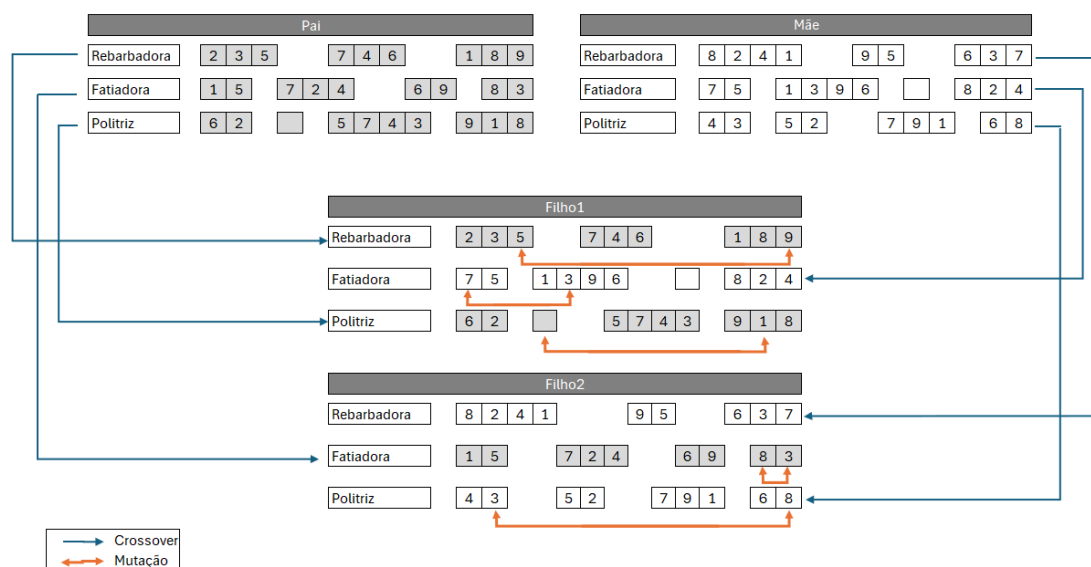 Pai Mãe
Rebarbadora 2 3 5 7 4 6 1 8 9 Rebarbadora 8 2 4 1 9 5 6 3 7
Fatiadora 1 5 7 2 4 6 9 8 3 Fatiadora 7 5 1 3 9 6 8 2 4
Politriz 6 2 5 7 4 3 9 1 8 Politriz 4 3 5 2 7 9 1 6 8
Filho1
Rebarbadora 2 3 5 7 4 6 1 8 9
Fatiadora 7 5 1 3 9 6 8 2 4
Politriz 6 2 5 7 4 3 9 1 8
Filho2
Rebarbadora 8 2 4 1 9 5 6 3 7
Fatiadora 1 5 7 2 4 6 9 8 3
Politriz 4 3 5 2 7 9 1 6 8
Crossover
Mutação